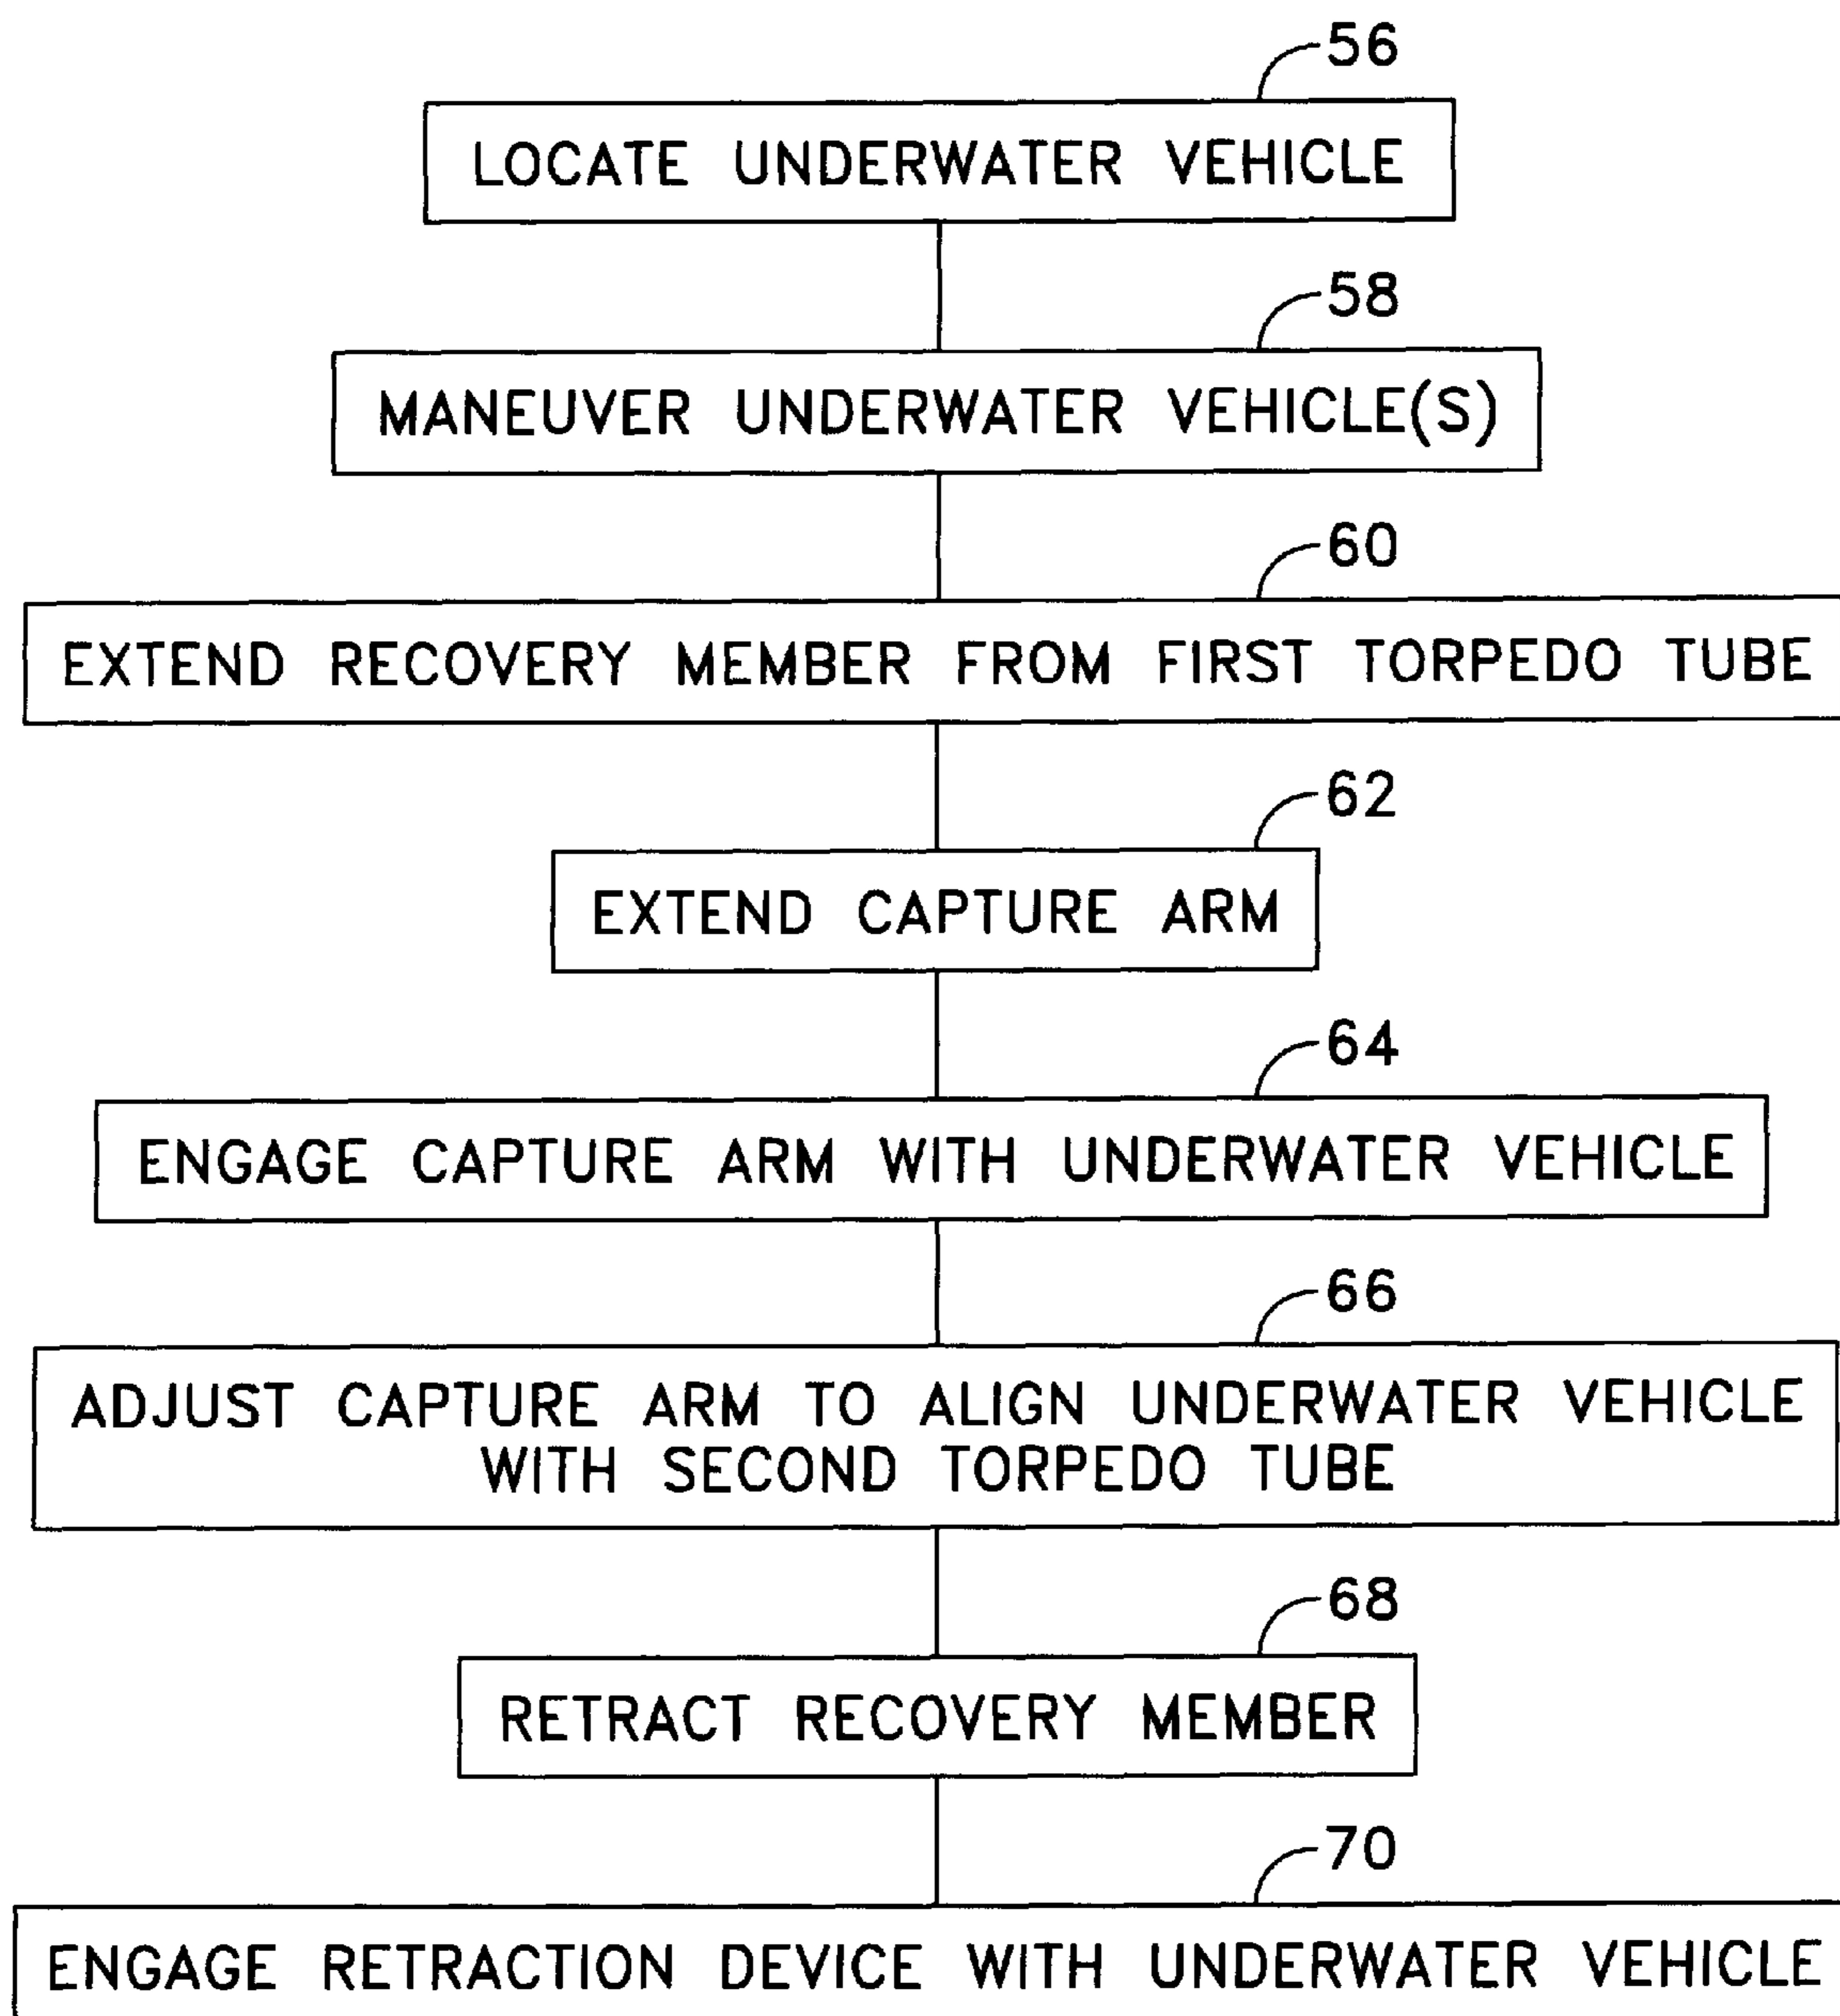 56
LOCATE UNDERWATER VEHICLE
58
MANEUVER UNDERWATER VEHICLE(S)
60
EXTEND RECOVERY MEMBER FROM FIRST TORPEDO TUBE
62
EXTEND CAPTURE ARM
64
ENGAGE CAPTURE ARM WITH UNDERWATER VEHICLE
66
ADJUST CAPTURE ARM TO ALIGN UNDERWATER VEHICLE
WITH SECOND TORPEDO TUBE
68
RETRACT RECOVERY MEMBER
70
ENGAGE RETRACTION DEVICE WITH UNDERWATER VEHICLE